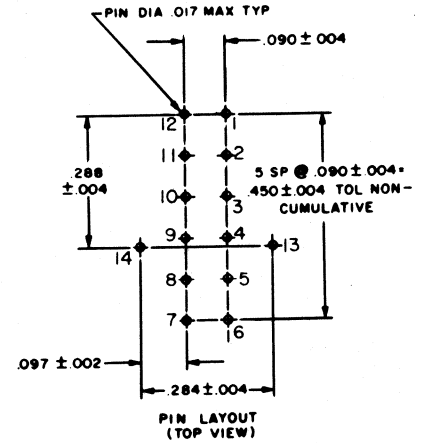 PIN DIA .017 MAX TYP
.090 ± .004
12
1
11
2
.288
± .004
5 SP @ .090 ± .004 =
.450 ± .004 TOL NON-
CUMULATIVE
10
3
9
4
14
13
8
5
7
6
.097 ± .002
.284 ± .004
PIN LAYOUT
(TOP VIEW)